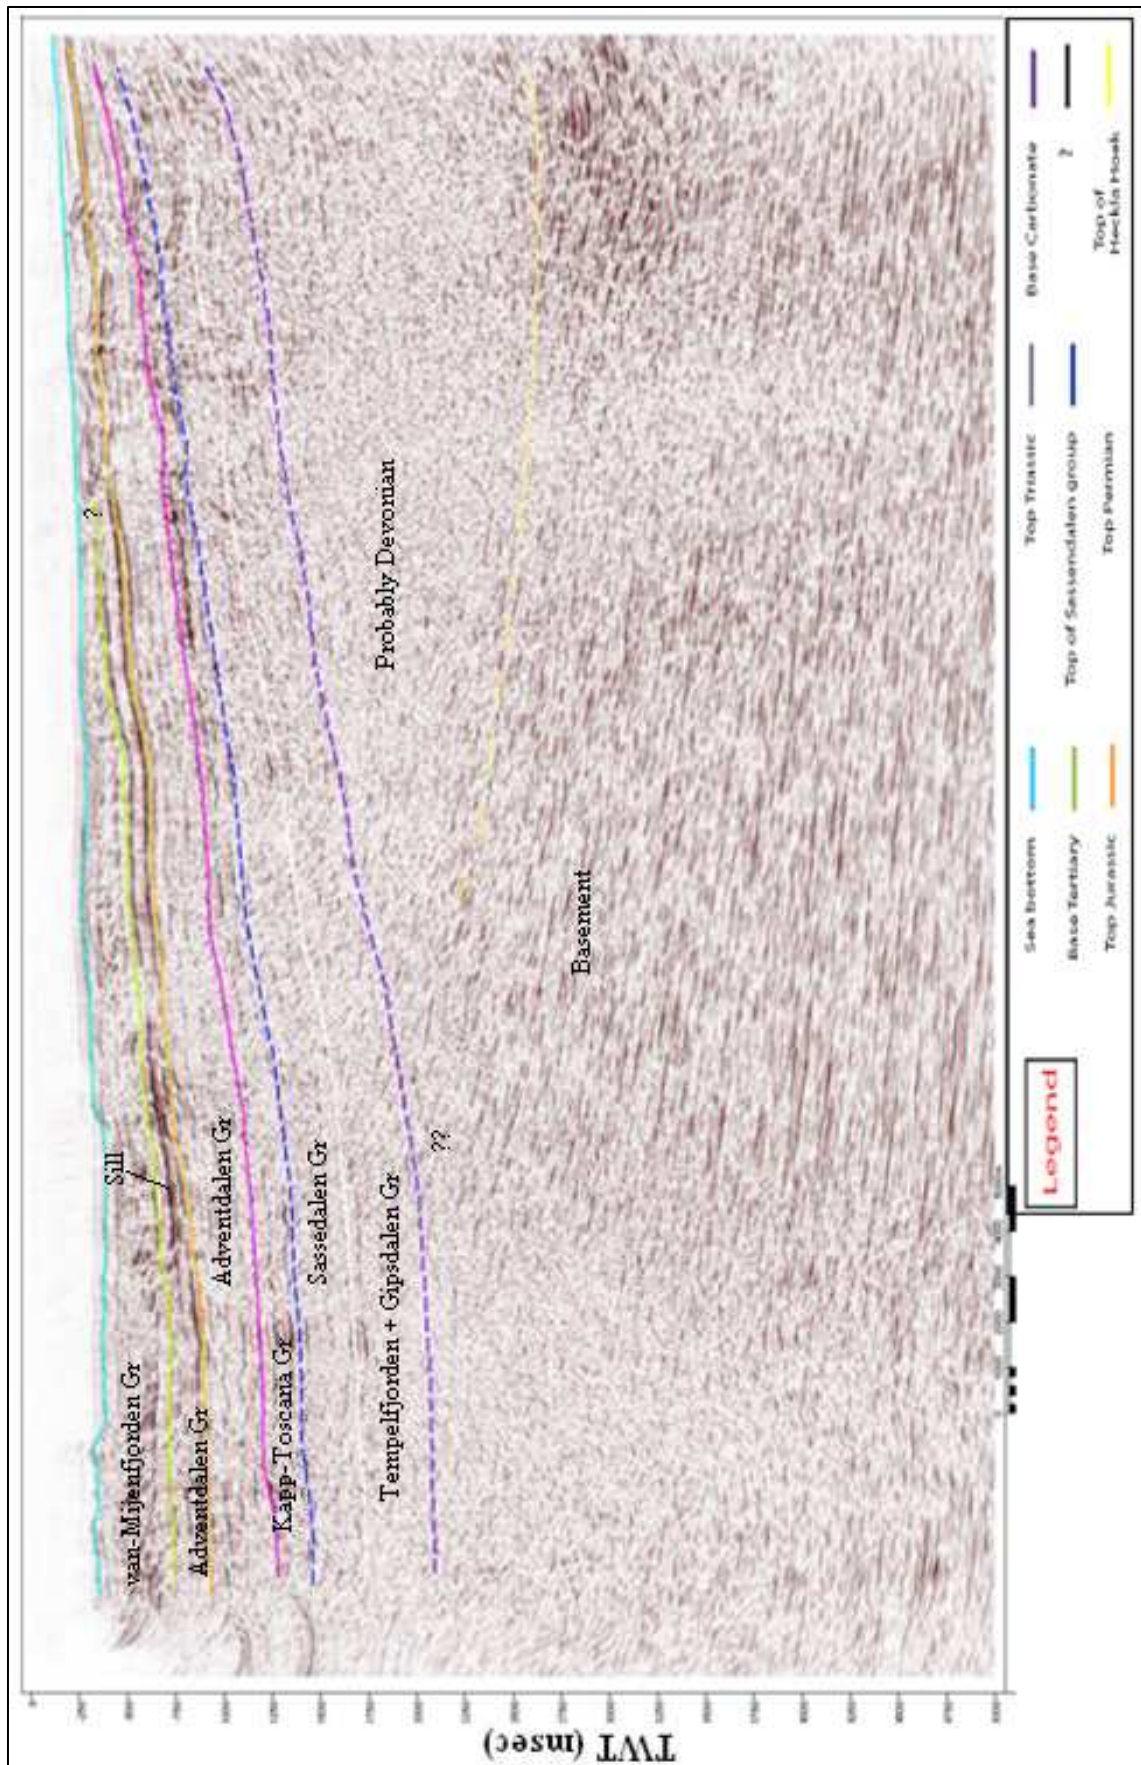 TWT (msec)
van-Mijenfjorden Gr
Sill
?
Adventdalen Gr
Adventdalen Gr
Kapp-Toscana Gr
Sassedalen Gr
Tempelfjorden + Gipsdalen Gr
??
Probably Devonian
Basement
Legend
Sea bottom
Top Triassic
Base Carbonate
Base Tertiary
Top of Sassendalen group
?
Top Jurassic
Top Permian
Top of
Heckla Hoek